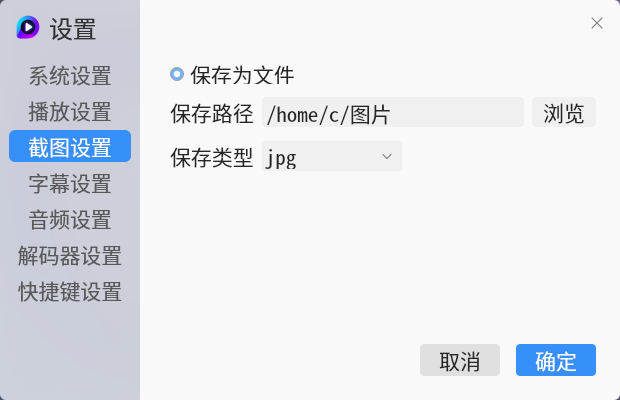 设置
系统设置
播放设置
截图设置
字幕设置
音频设置
解码器设置
快捷键设置
保存为文件
保存路径 /home/c/图片 浏览
保存类型 jpg
取消 确定